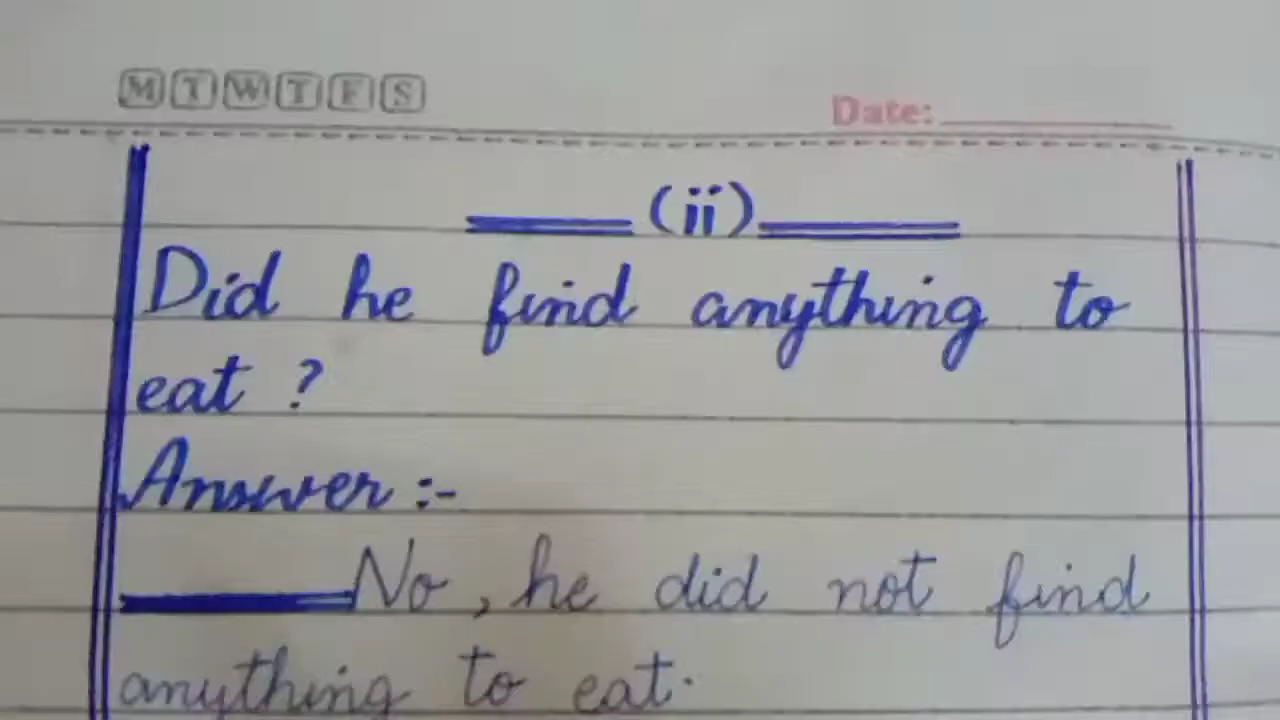 M T W T F S
Date:
(ii)
Did he find anything to
eat ?
Answer :-
No, he did not find
anything to eat.